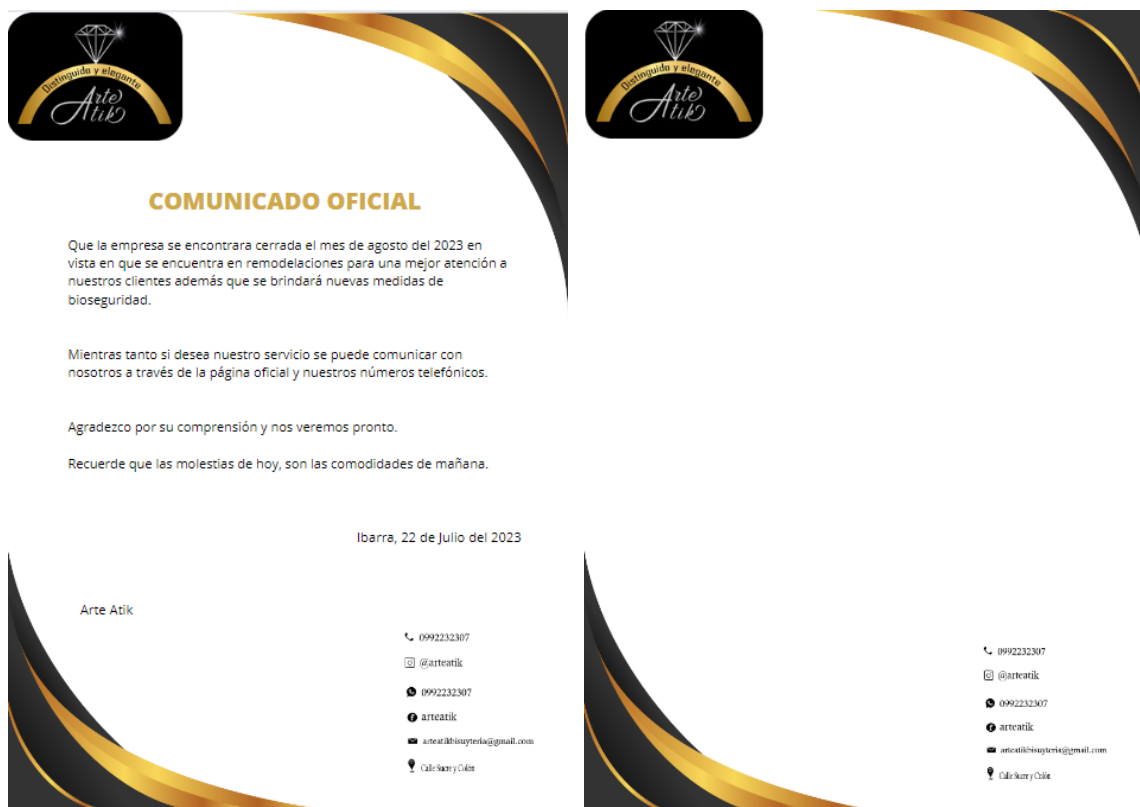 Distinguido y elegante
Arte
Atik
COMUNICADO OFICIAL
Que la empresa se encontrara cerrada el mes de agosto del 2023 en
vista en que se encuentra en remodelaciones para una mejor atención a
nuestros clientes además que se brindará nuevas medidas de
bioseguridad.
Mientras tanto si desea nuestro servicio se puede comunicar con
nosotros a través de la página oficial y nuestros números telefónicos.
Agradezco por su comprensión y nos veremos pronto.
Recuerde que las molestias de hoy, son las comodidades de mañana.
Ibarra, 22 de Julio del 2023
Arte Atik
0992232307
@arteatik
0992232307
arteatik
arteatikbisuyteria@gmail.com
Calle Sucre y Colón
Distinguido y elegante
Arte
Atik
0992232307
@arteatik
0992232307
arteatik
arteatikbisuyteria@gmail.com
Calle Sucre y Colón